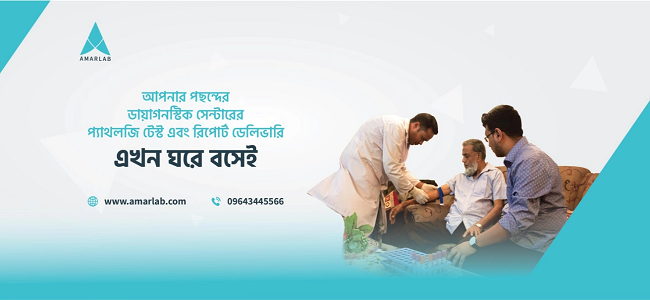 AMARLAB
আপনার পছন্দের
ডায়াগনস্টিক সেন্টারের
প্যাথলজি টেস্ট এবং রিপোর্ট ডেলিভারি
এখন ঘরে বসেই
www.amarlab.com 09643445566